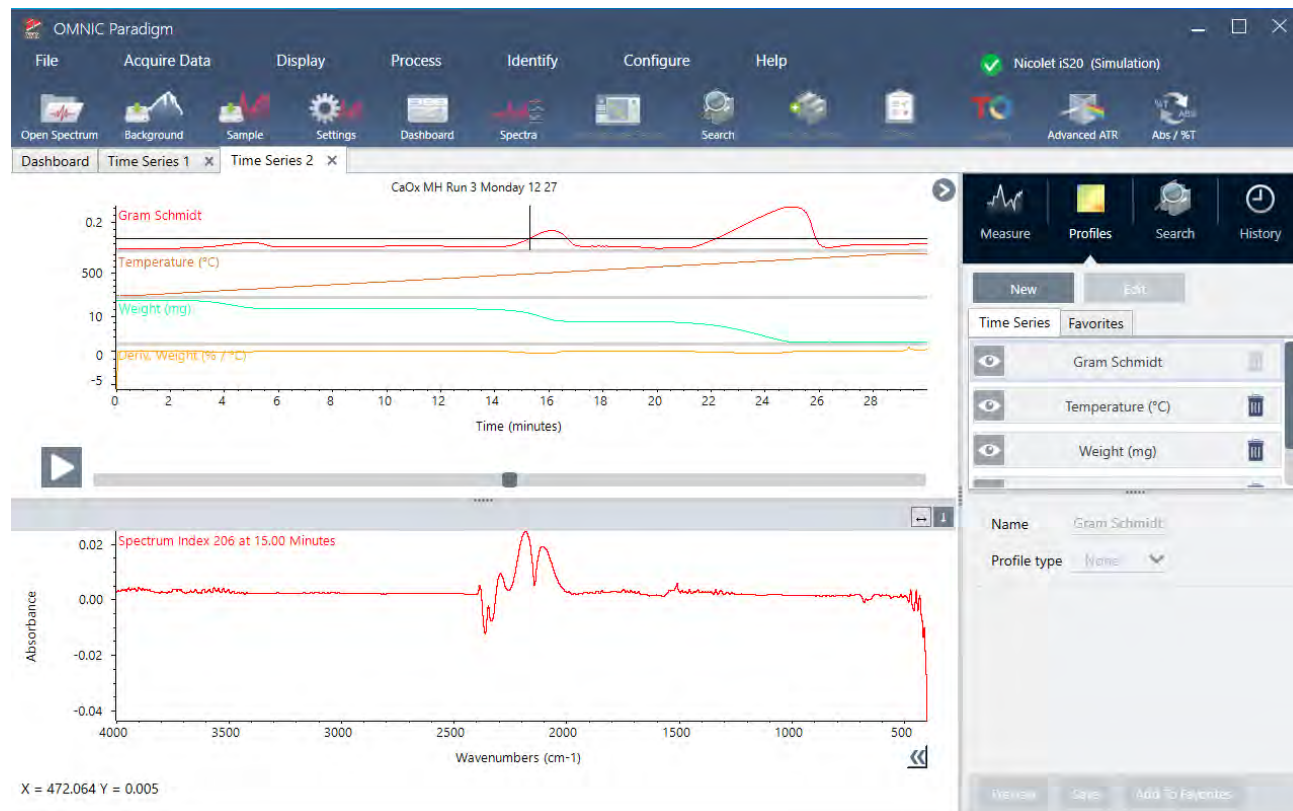 OMNIC Paradigm
File Acquire Data Display Process Identify Configure Help Nicolet iS20 (Simulation)
Open Spectrum Background Sample Settings Dashboard Spectra Search Advanced ATR Abs / %T
Dashboard Time Series 1 X Time Series 2 X
CaOx MH Run 3 Monday 12 27
Gram Schmidt
0.2
Temperature (°C)
500
Weight (mg)
10
Deriv. Weight (% / °C)
0
-5
0 2 4 6 8 10 12 14 16 18 20 22 24 26 28
Time (minutes)
Measure Profiles Search History
New Edit
Time Series Favorites
Gram Schmidt
Temperature (°C)
Weight (mg)
Name Gram Schmidt
Profile type None
Spectrum Index 206 at 15.00 Minutes
Absorbance
0.02
0.00
-0.02
-0.04
4000 3500 3000 2500 2000 1500 1000 500
Wavenumbers (cm-1)
X = 472.064 Y = 0.005
Preview Save Add To Favorites